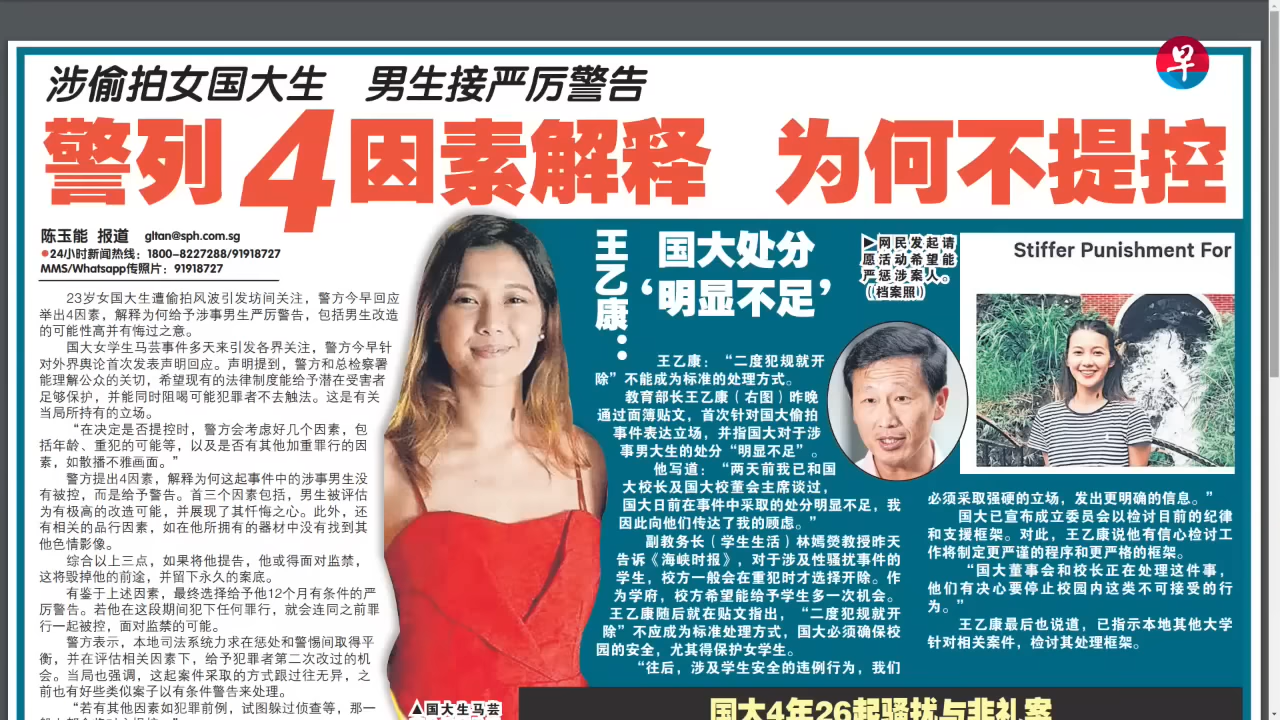 早
涉偷拍女国大生 男生接严厉警告
警列4因素解释 为何不提控
陈玉能 报道 gltan@sph.com.sg
●24小时新闻热线：1800-8227288/91918727
MMS/Whatsapp传照片：91918727
23岁女国大生遭偷拍风波引发坊间关注，警方今早回应
举出4因素，解释为何给予涉事男生严厉警告，包括男生改造
的可能性高并有悔过之意。
国大女学生马芸事件多天来引发各界关注，警方今早针
对外界舆论首次发表声明回应。声明提到，警方和总检察署
能理解公众的关切，希望现有的法律制度能给予潜在受害者
足够保护，并能同时阻喝可能犯罪者不去触法。这是有关
当局所持有的立场。
“在决定是否提控时，警方会考虑好几个因素，包
括年龄、重犯的可能等，以及是否有其他加重罪行的因
素，如散播不雅画面。”
警方提出4因素，解释为何这起事件中的涉事男生没
有被控，而是给予警告。首三个因素包括，男生被评估
为有极高的改造可能，并展现了其忏悔之心。此外，还
有相关的品行因素，如在他所拥有的器材中没有找到其
他色情影像。
综合以上三点，如果将他提告，他或得面对监禁，
这将毁掉他的前途，并留下永久的案底。
有鉴于上述因素，最终选择给予他12个月有条件的严
厉警告。若他在这段期间犯下任何罪行，就会连同之前罪
行一起被控，面对监禁的可能。
警方表示，本地司法系统力求在惩处和警惕间取得平
衡，并在评估相关因素下，给予犯罪者第二次改过的机
会。当局也强调，这起案件采取的方式跟过往无异，之
前也有好些类似案子以有条件警告来处理。
“若有其他因素如犯罪前例，试图躲过侦查等，那一
▲国大生马芸
王乙康：
国大处分
‘明显不足’
王乙康：“二度犯规就开
除”不能成为标准的处理方式。
教育部长王乙康（右图）昨晚
通过面簿贴文，首次针对国大偷拍
事件表达立场，并指国大对于涉
事男大生的处分“明显不足”。
他写道：“两天前我已和国
大校长及国大校董会主席谈过，
国大日前在事件中采取的处分明显不足，我
因此向他们传达了我的顾虑。”
副教务长（学生生活）林嫣熒教授昨天
告诉《海峡时报》，对于涉及性骚扰事件的
学生，校方一般会在重犯时才选择开除。作
为学府，校方希望能给予学生多一次机会。
王乙康随后就在贴文指出，“二度犯规就开
除”不应成为标准处理方式，国大必须确保校
园的安全，尤其得保护女学生。
“往后，涉及学生安全的违例行为，我们
▶网民发起请
愿活动希望能
严惩涉案人。
（档案照）
Stiffer Punishment For
必须采取强硬的立场，发出更明确的信息。”
国大已宣布成立委员会以检讨目前的纪律
和支援框架。对此，王乙康说他有信心检讨工
作将制定更严谨的程序和更严格的框架。
“国大董事会和校长正在处理这件事，
他们有决心要停止校园内这类不可接受的行
为。”
王乙康最后也说道，已指示本地其他大学
针对相关案件，检讨其处理框架。
国大4年26起骚扰与非礼案